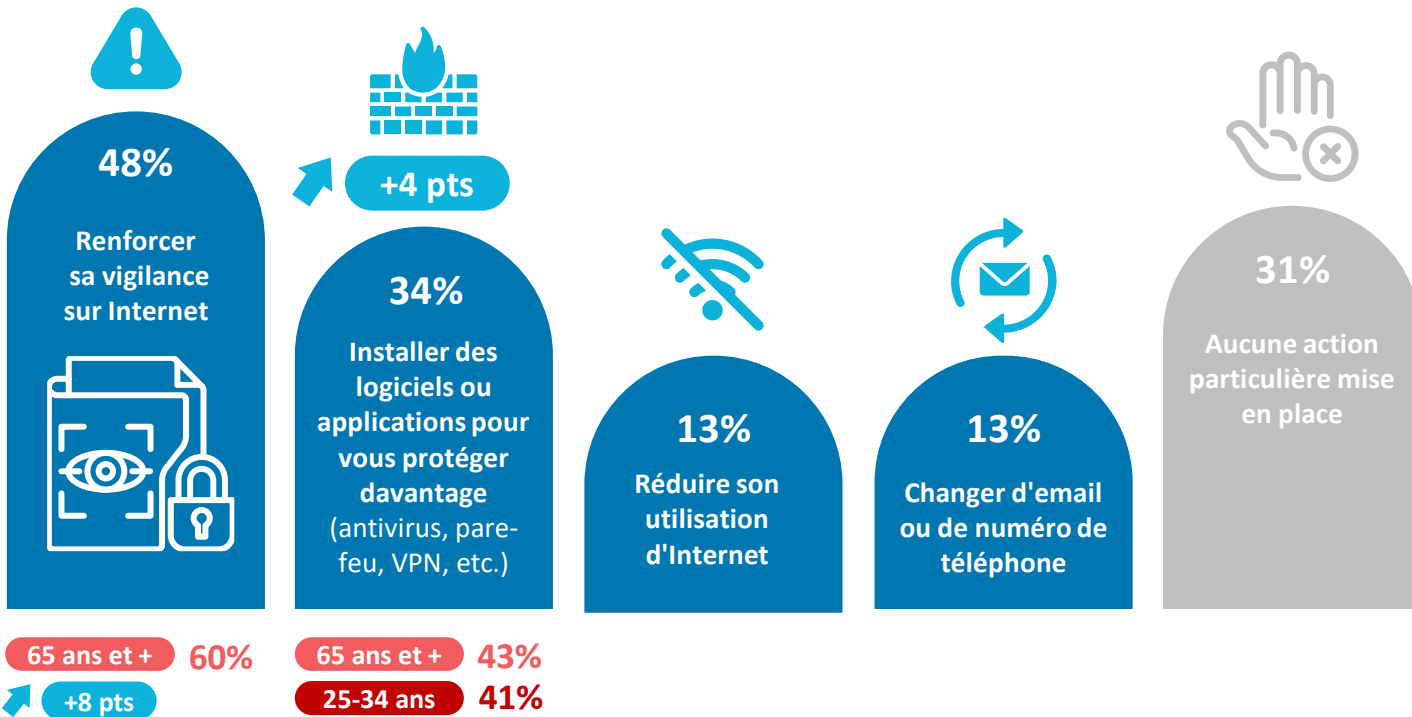 48%
Renforcer
sa vigilance
sur Internet
+4 pts
34%
Installer des
logiciels ou
applications pour
vous protéger
davantage
(antivirus, pare-
feu, VPN, etc.)
13%
Réduire son
utilisation
d'Internet
13%
Changer d'email
ou de numéro de
téléphone
31%
Aucune action
particulière mise
en place
65 ans et + 60%
+8 pts
65 ans et + 43%
25-34 ans 41%